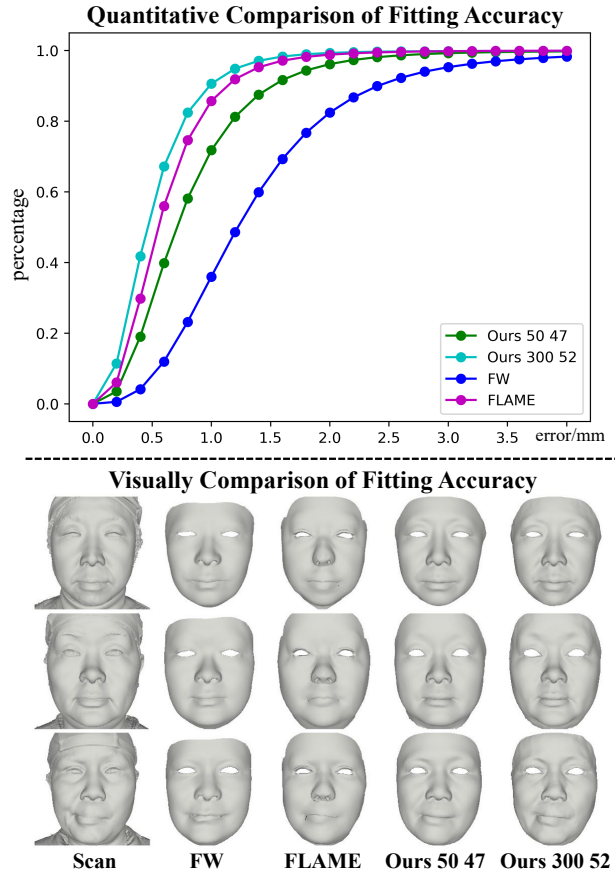 Quantitative Comparison of Fitting Accuracy
1.0
0.8
0.6
0.4
0.2
0.0
percentage
Ours 50 47
Ours 300 52
FW
FLAME
0.0 0.5 1.0 1.5 2.0 2.5 3.0 3.5 error/mm
Visually Comparison of Fitting Accuracy
Scan FW FLAME Ours 50 47 Ours 300 52